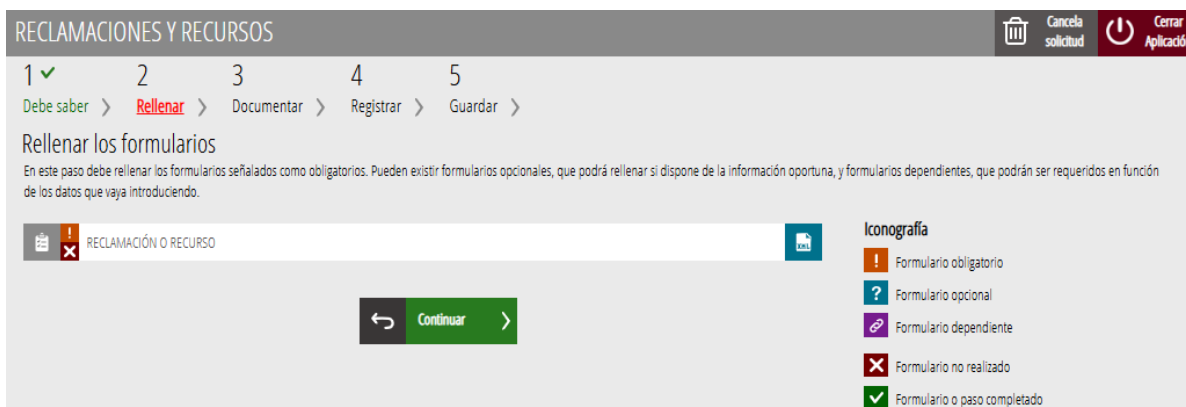 RECLAMACIONES Y RECURSOS
Cancela
solicitud
Cerrar
Aplicació
1
2
3
4
5
Debe saber
Rellenar
Documentar
Registrar
Guardar
Rellenar los formularios
En este paso debe rellenar los formularios señalados como obligatorios. Pueden existir formularios opcionales, que podrá rellenar si dispone de la información oportuna, y formularios dependientes, que podrán ser requeridos en función
de los datos que vaya introduciendo.
! RECLAMACIÓN O RECURSO
XML
Continuar
Iconografía
! Formulario obligatorio
? Formulario opcional
Formulario dependiente
Formulario no realizado
Formulario o paso completado